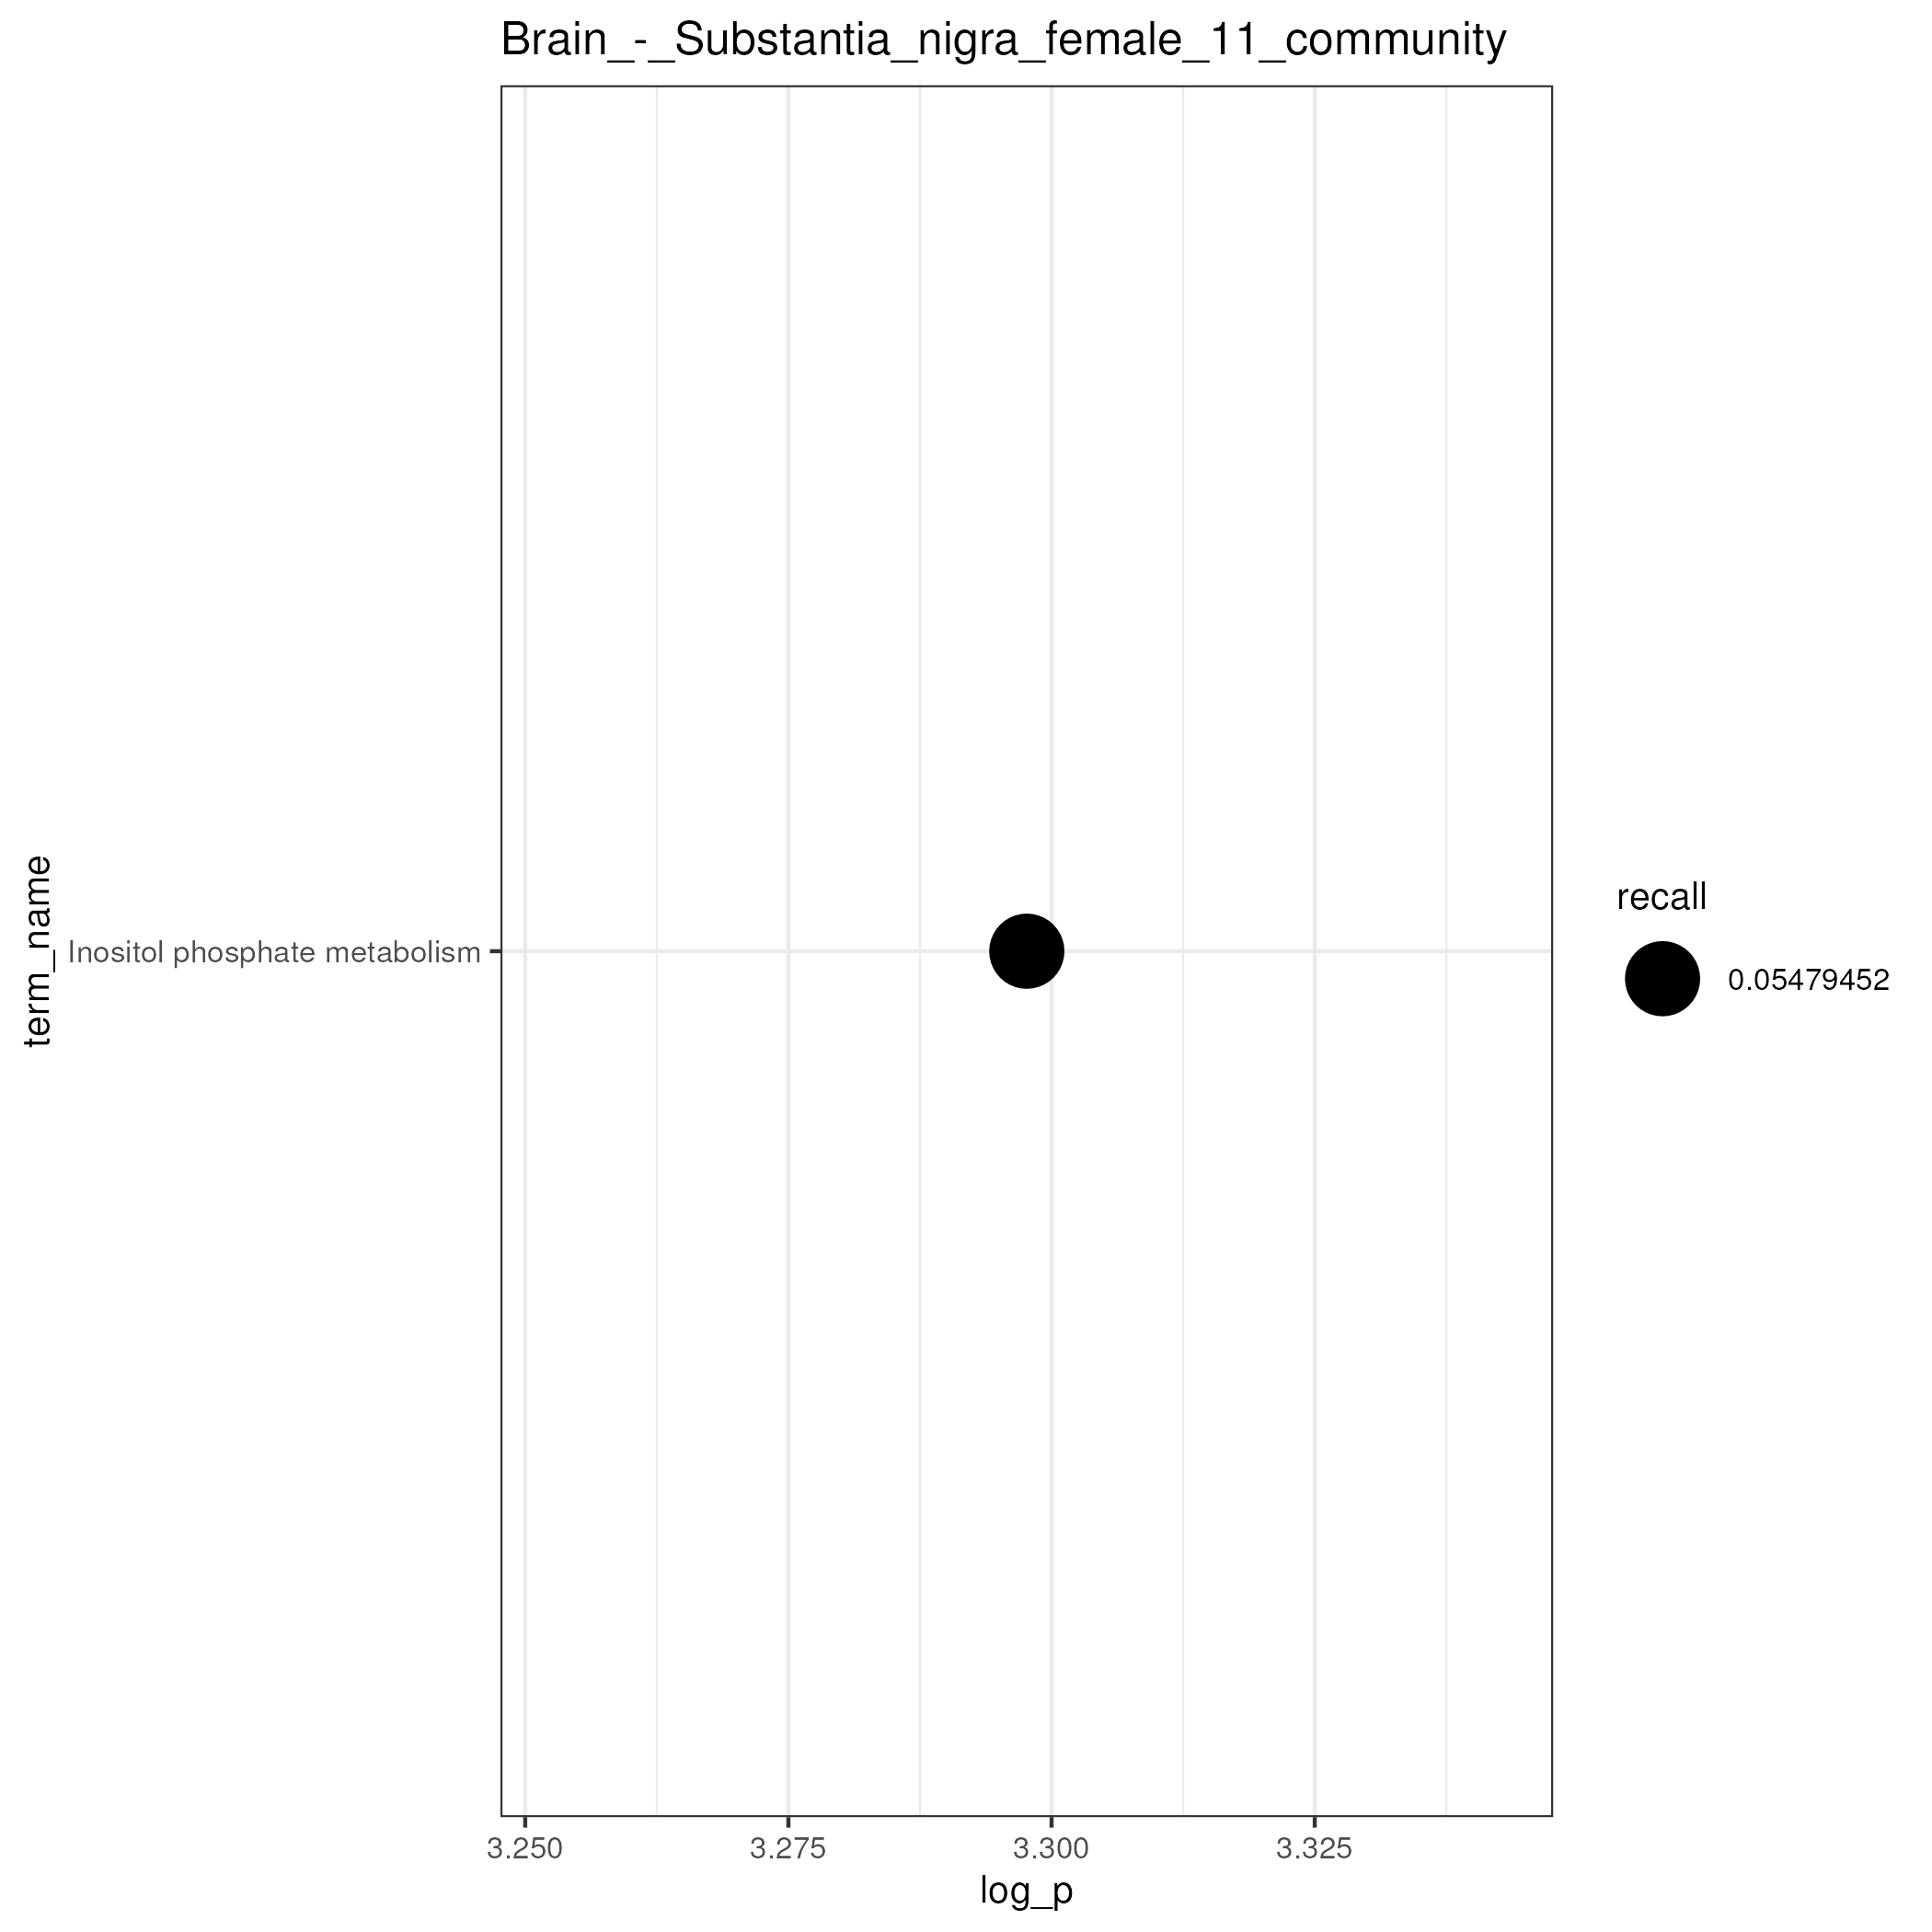 Brain_-_Substantia_nigra_female_11_community
term_name
Inositol phosphate metabolism
recall
0.05479452
3.250
3.275
3.300
3.325
log_p